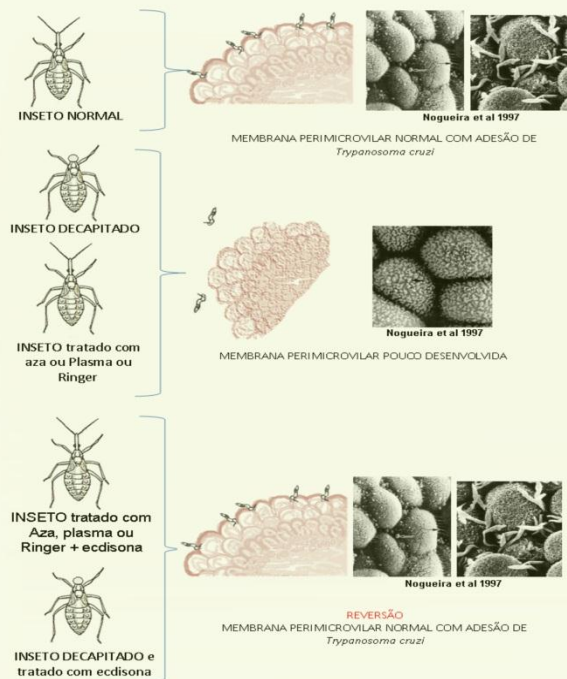 INSETO NORMAL
Nogueira et al 1997
MEMBRANA PERIMICROVILAR NORMAL COM ADESÃO DE
Trypanosoma cruzi
INSETO DECAPITADO
INSETO tratado com
aza ou Plasma ou
Ringer
Nogueira et al 1997
MEMBRANA PERIMICROVILAR POUCO DESENVOLVIDA
INSETO tratado com
Aza, plasma ou
Ringer + ecdisona
INSETO DECAPITADO e
tratado com ecdisona
Nogueira et al 1997
REVERSÃO
MEMBRANA PERIMICROVILAR NORMAL COM ADESÃO DE
Trypanosoma cruzi